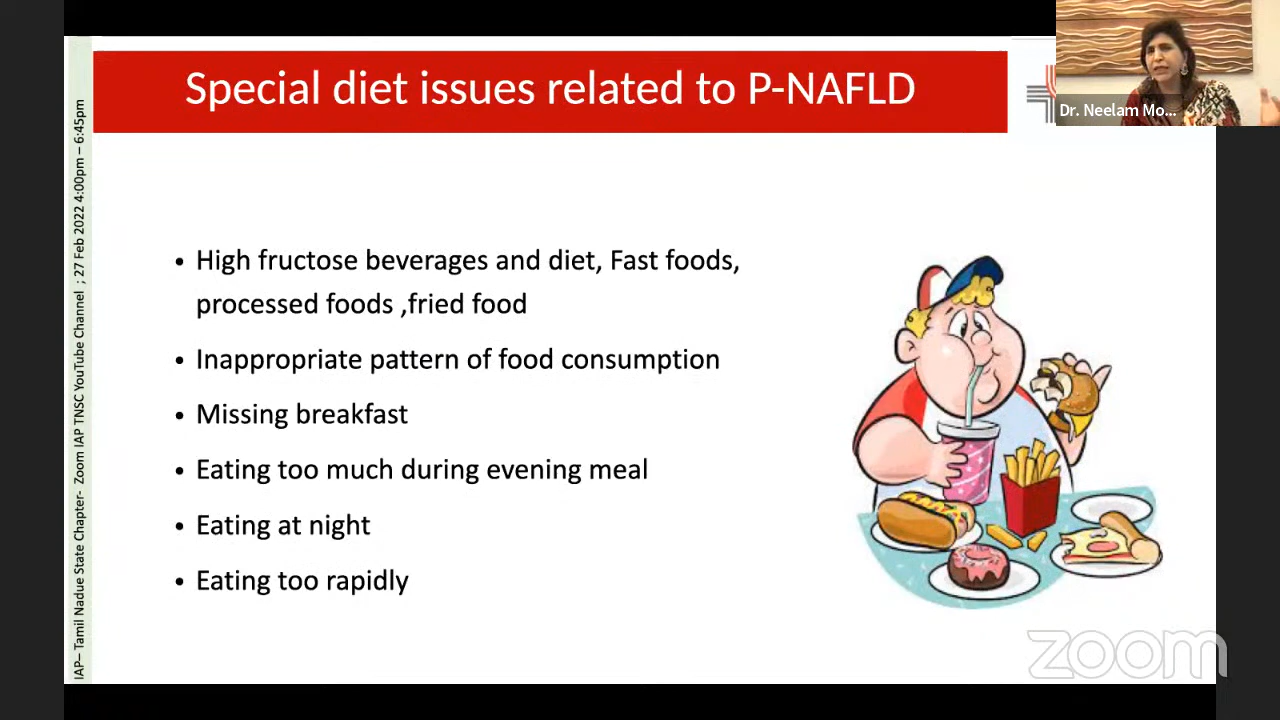 Special diet issues related to P-NAFLD
Dr. Neelam Mo...
IAP– Tamil Nadue State Chapter- Zoom IAP TNSC YouTube Channel ; 27 Feb 2022 4:00pm – 6:45pm
• High fructose beverages and diet, Fast foods,
processed foods ,fried food
• Inappropriate pattern of food consumption
• Missing breakfast
• Eating too much during evening meal
• Eating at night
• Eating too rapidly
zoom